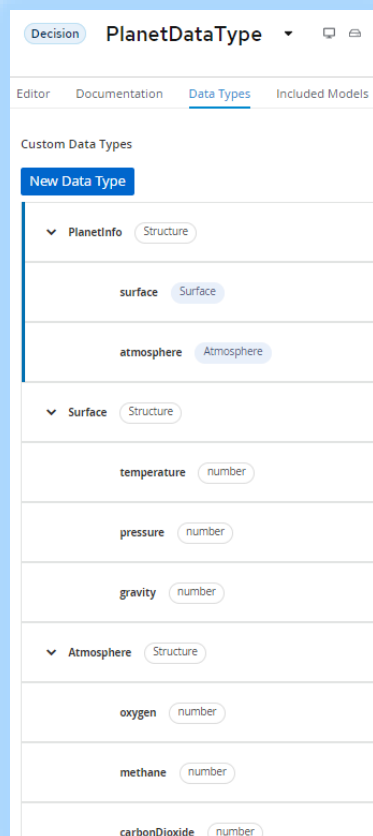 Decision PlanetDataType
Editor Documentation Data Types Included Models
Custom Data Types
New Data Type
PlanetInfo Structure
surface Surface
atmosphere Atmosphere
Surface Structure
temperature number
pressure number
gravity number
Atmosphere Structure
oxygen number
methane number
carbonDioxide number